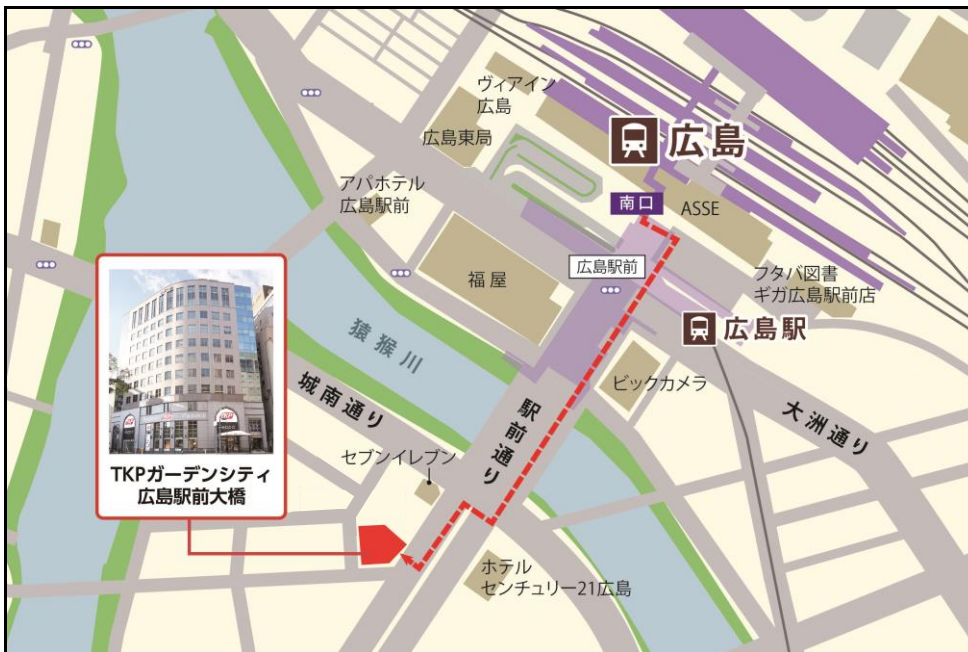 ヴィアイン
広島
広島東局
広島
アパホテル
広島駅前
南口
ASSE
福屋
広島駅前
フタバ図書
ギガ広島駅前店
広島駅
猿猴川
ビックカメラ
城南通り
駅前通り
大洲通り
セブンイレブン
TKPガーデンシティ
広島駅前大橋
ホテル
センチュリー21広島